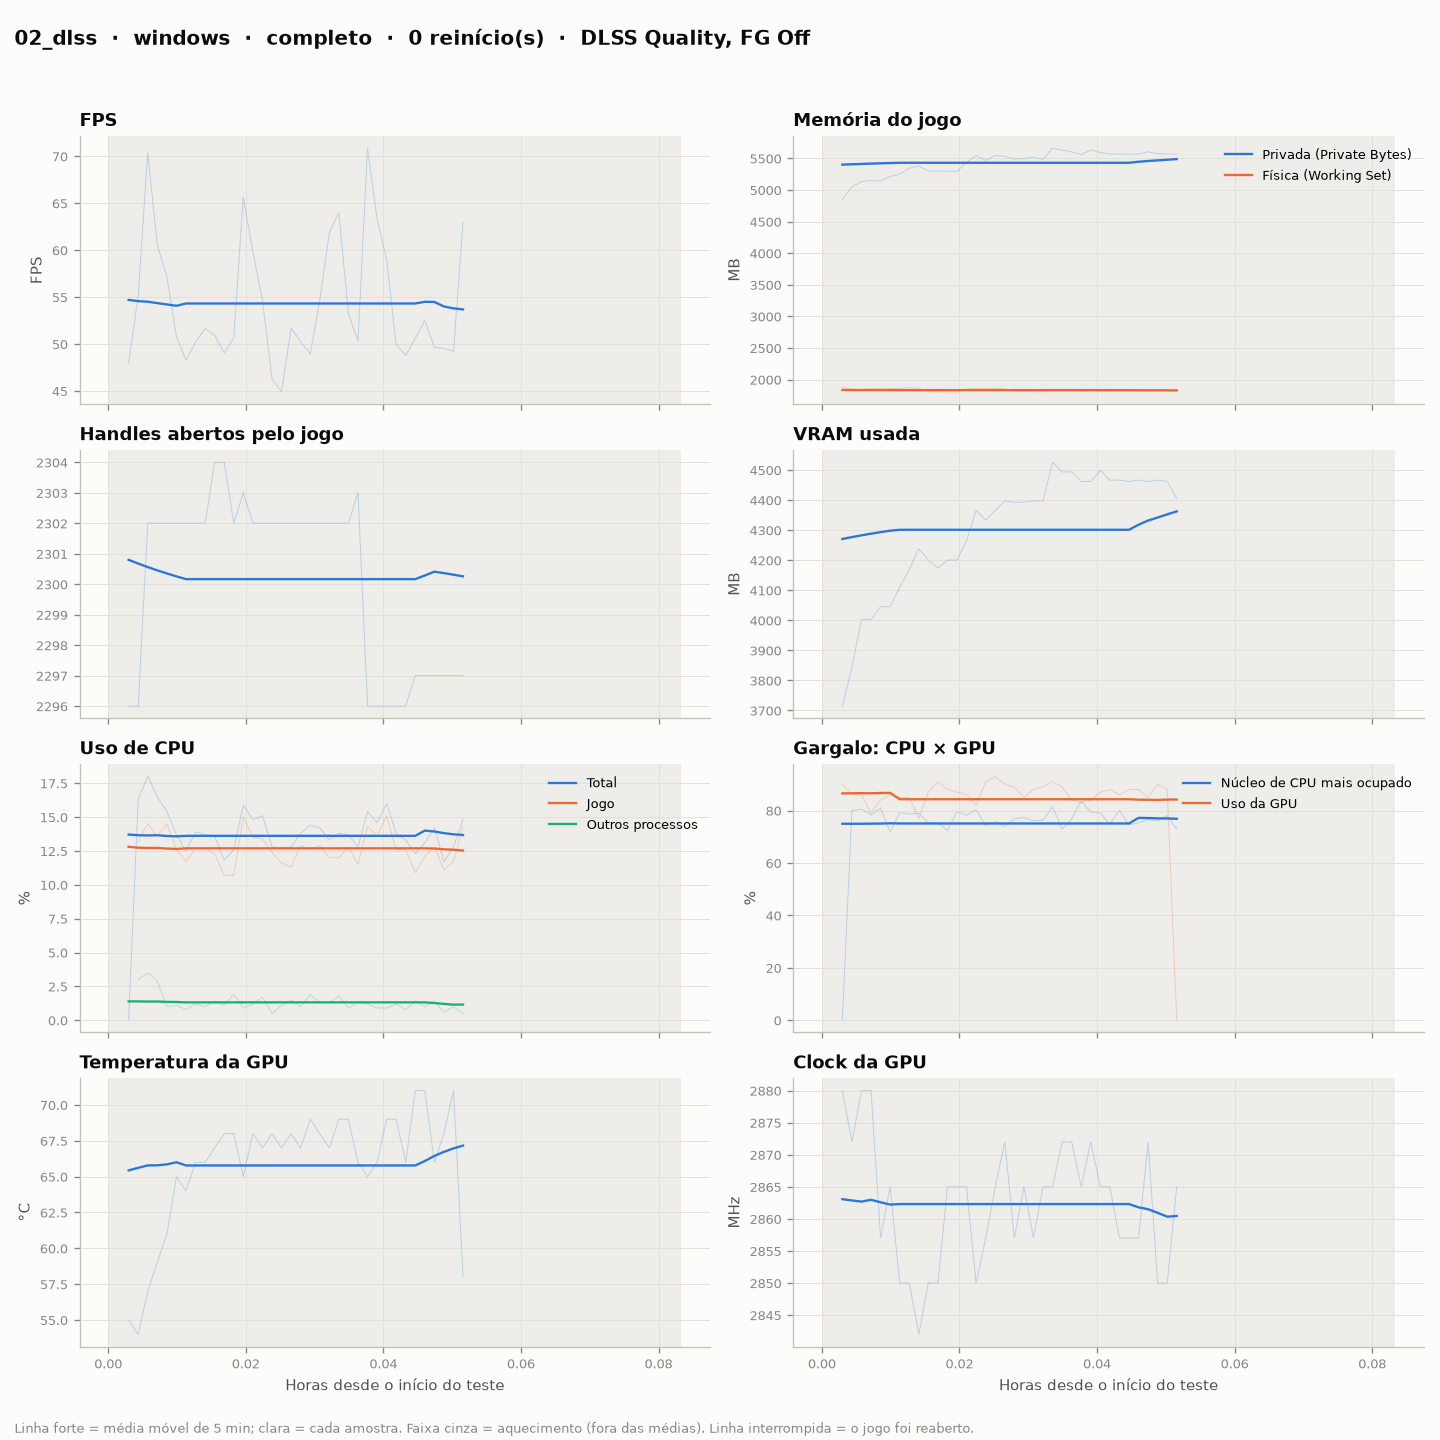 02_dlss  ·  windows  ·  completo  ·  0 reinício(s)  ·  DLSS Quality, FG Off
FPS
FPS
70
65
60
55
50
45
Memória do jogo
MB
5500
5000
4500
4000
3500
3000
2500
2000
Privada (Private Bytes)
Física (Working Set)
Handles abertos pelo jogo
2304
2303
2302
2301
2300
2299
2298
2297
2296
VRAM usada
MB
4500
4400
4300
4200
4100
4000
3900
3800
3700
Uso de CPU
%
17.5
15.0
12.5
10.0
7.5
5.0
2.5
0.0
Total
Jogo
Outros processos
Gargalo: CPU × GPU
%
80
60
40
20
0
Núcleo de CPU mais ocupado
Uso da GPU
Temperatura da GPU
°C
70.0
67.5
65.0
62.5
60.0
57.5
55.0
0.00 0.02 0.04 0.06 0.08
Horas desde o início do teste
Clock da GPU
MHz
2880
2875
2870
2865
2860
2855
2850
2845
0.00 0.02 0.04 0.06 0.08
Horas desde o início do teste
Linha forte = média móvel de 5 min; clara = cada amostra. Faixa cinza = aquecimento (fora das médias). Linha interrompida = o jogo foi reaberto.